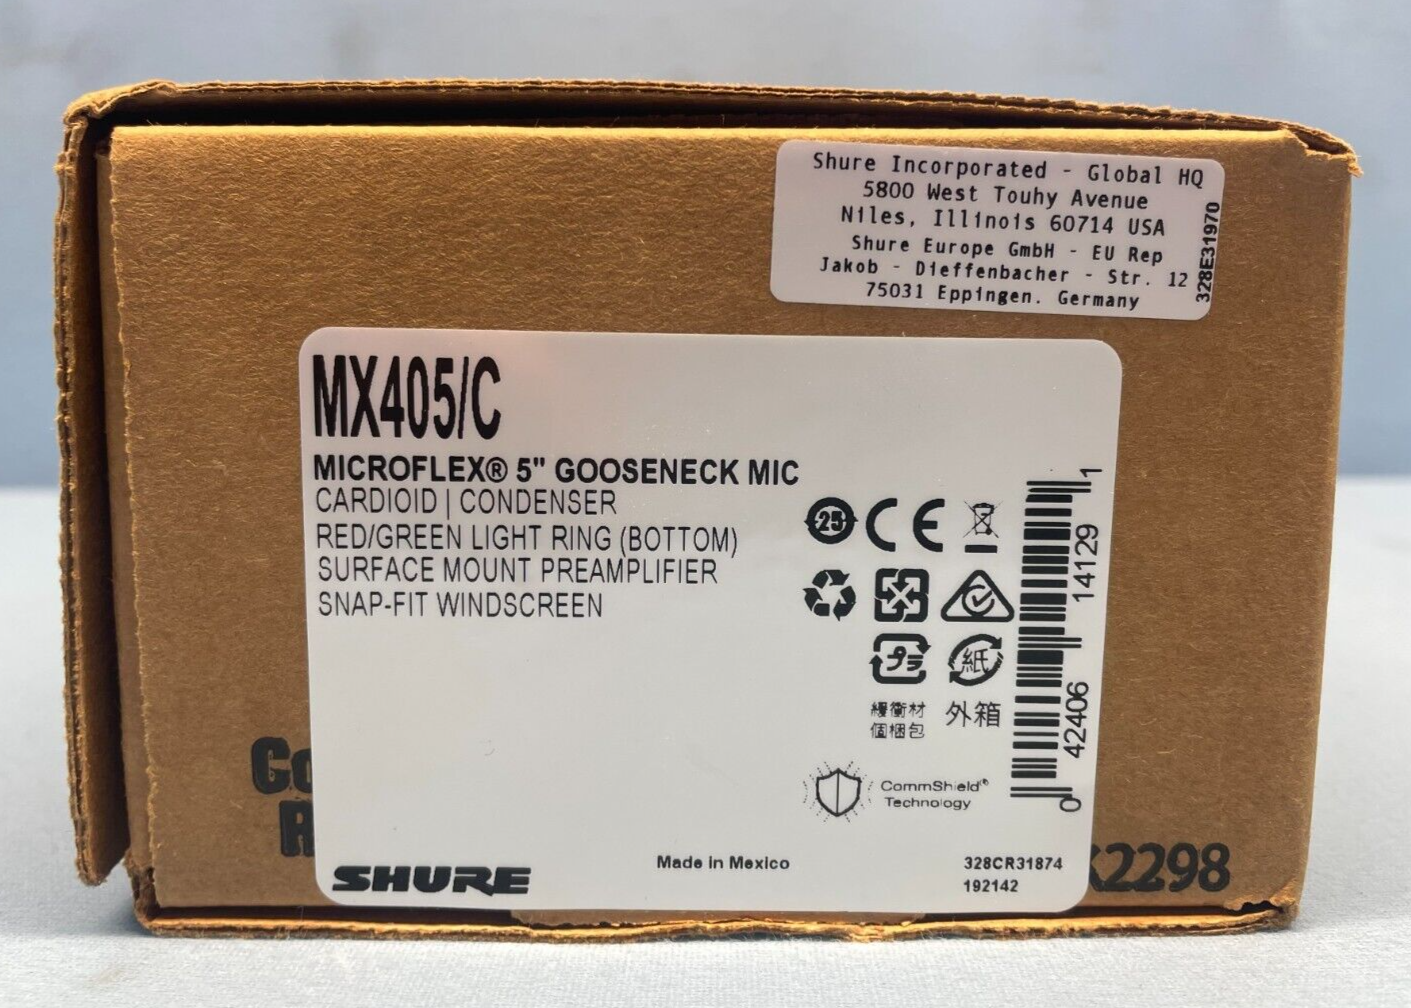 Shure Incorporated - Global HQ
5800 West Touhy Avenue
Niles, Illinois 60714 USA
Shure Europe GmbH - EU Rep
Jakob - Dieffenbacher - Str. 12
75031 Eppingen. Germany
328E31970
MX405/C
MICROFLEX® 5" GOOSENECK MIC
CARDIOID | CONDENSER
RED/GREEN LIGHT RING (BOTTOM)
SURFACE MOUNT PREAMPLIFIER
SNAP-FIT WINDSCREEN
25
CE
プラ
紙
緩衝材
個梱包
外箱
0 42406 14129 1
CommShield®
Technology
SHURE
Made in Mexico
328CR31874
192142
2298